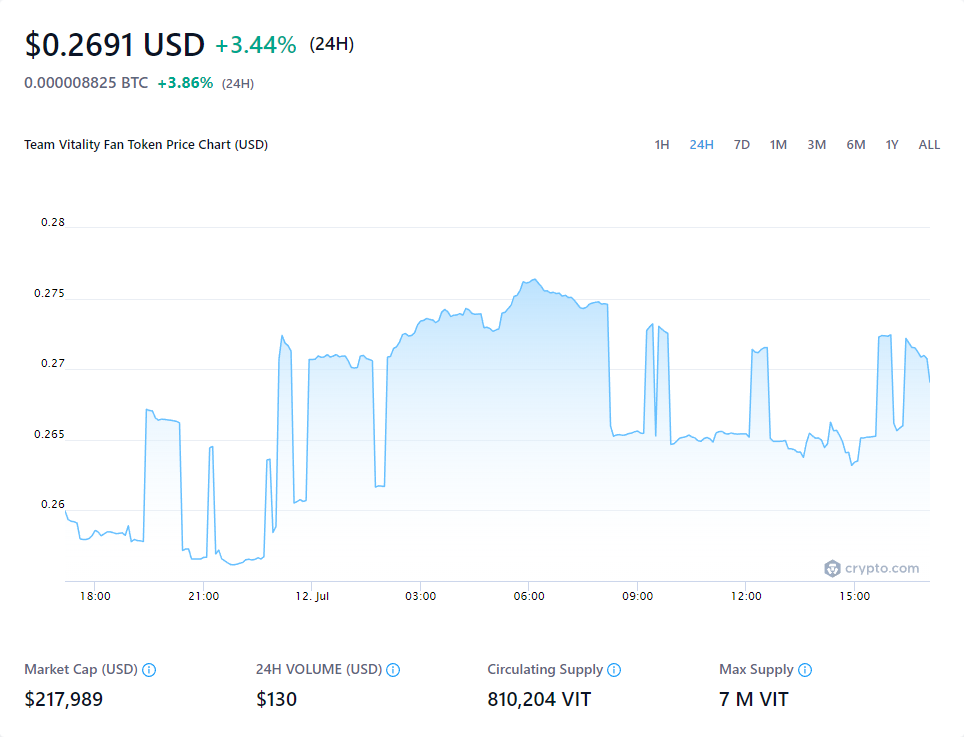 $0.2691 USD +3.44% (24H)
0.000008825 BTC +3.86% (24H)
Team Vitality Fan Token Price Chart (USD) 1H 24H 7D 1M 3M 6M 1Y ALL
0.28
0.275
0.27
0.265
0.26
crypto.com
18:00 21:00 12. Jul 03:00 06:00 09:00 12:00 15:00
Market Cap (USD) 24H VOLUME (USD) Circulating Supply Max Supply
$217,989 $130 810,204 VIT 7 M VIT